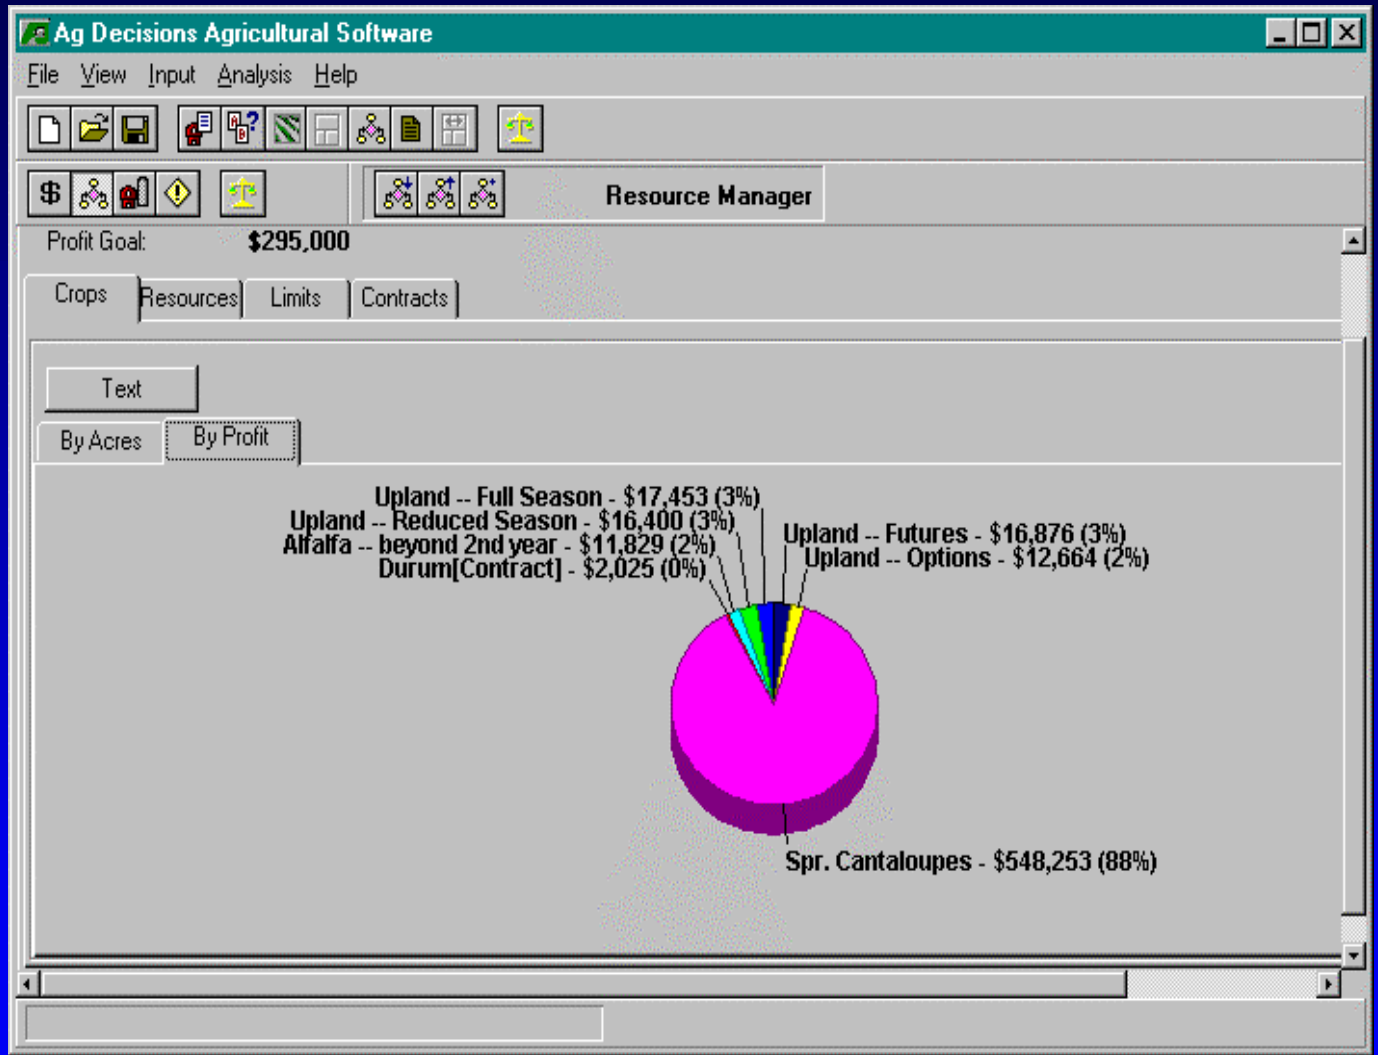 Ag Decisions Agricultural Software
File View Input Analysis Help
$ Resource Manager
Profit Goal: $295,000
Crops Resources Limits Contracts
Text
By Acres By Profit
Upland -- Full Season - $17,453 (3%)
Upland -- Reduced Season - $16,400 (3%)
Upland -- Futures - $16,876 (3%)
Alfalfa -- beyond 2nd year - $11,829 (2%)
Upland -- Options - $12,664 (2%)
Durum[Contract] - $2,025 (0%)
Spr. Cantaloupes - $548,253 (88%)